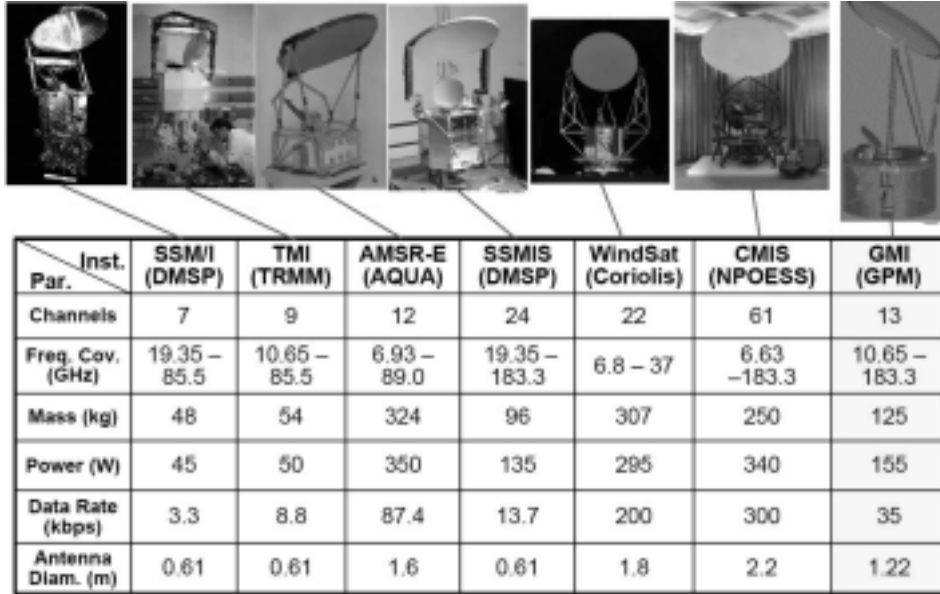 Inst.
Par.
SSM/I
(DMSP)
TMI
(TRMM)
AMSR-E
(AQUA)
SSMIS
(DMSP)
WindSat
(Coriolis)
CMIS
(NPOESS)
GMI
(GPM)
Channels 7 9 12 24 22 61 13
Freq. Cov.
(GHz)
19.35 –
85.5
10.65 –
85.5
6.93 –
89.0
19.35 –
183.3
6.8 – 37
6.63
–183.3
10.65 –
183.3
Mass (kg) 48 54 324 96 307 250 125
Power (W) 45 50 350 135 295 340 155
Data Rate
(kbps)
3.3 8.8 87.4 13.7 200 300 35
Antenna
Diam. (m)
0.61 0.61 1.6 0.61 1.8 2.2 1.22